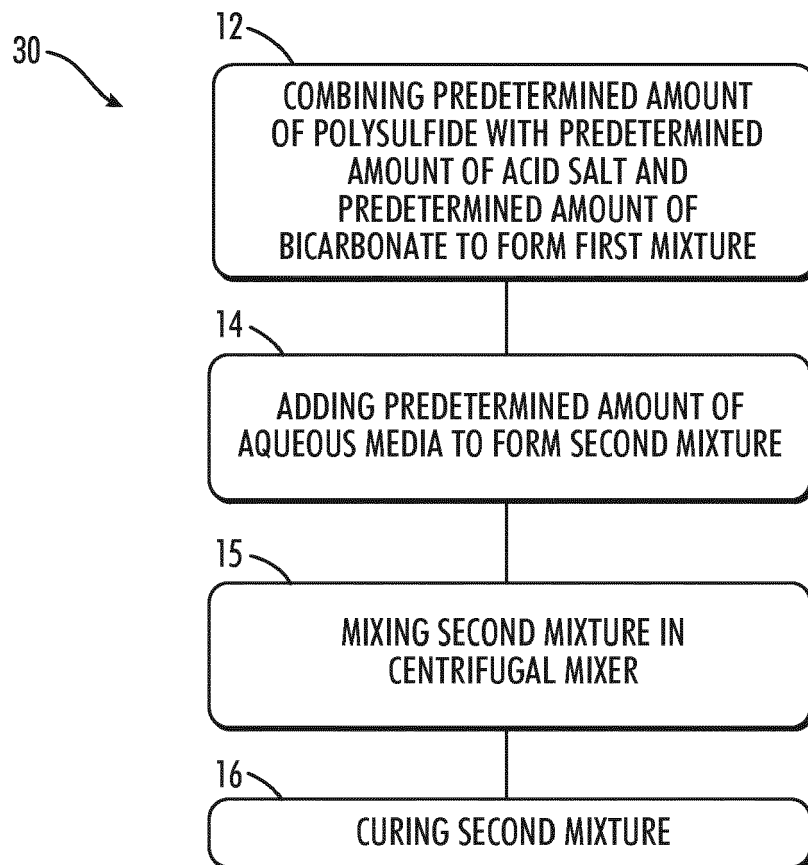 30
12
COMBINING PREDETERMINED AMOUNT
OF POLYSULFIDE WITH PREDETERMINED
AMOUNT OF ACID SALT AND
PREDETERMINED AMOUNT OF
BICARBONATE TO FORM FIRST MIXTURE
14
ADDING PREDETERMINED AMOUNT OF
AQUEOUS MEDIA TO FORM SECOND MIXTURE
15
MIXING SECOND MIXTURE IN
CENTRIFUGAL MIXER
16
CURING SECOND MIXTURE